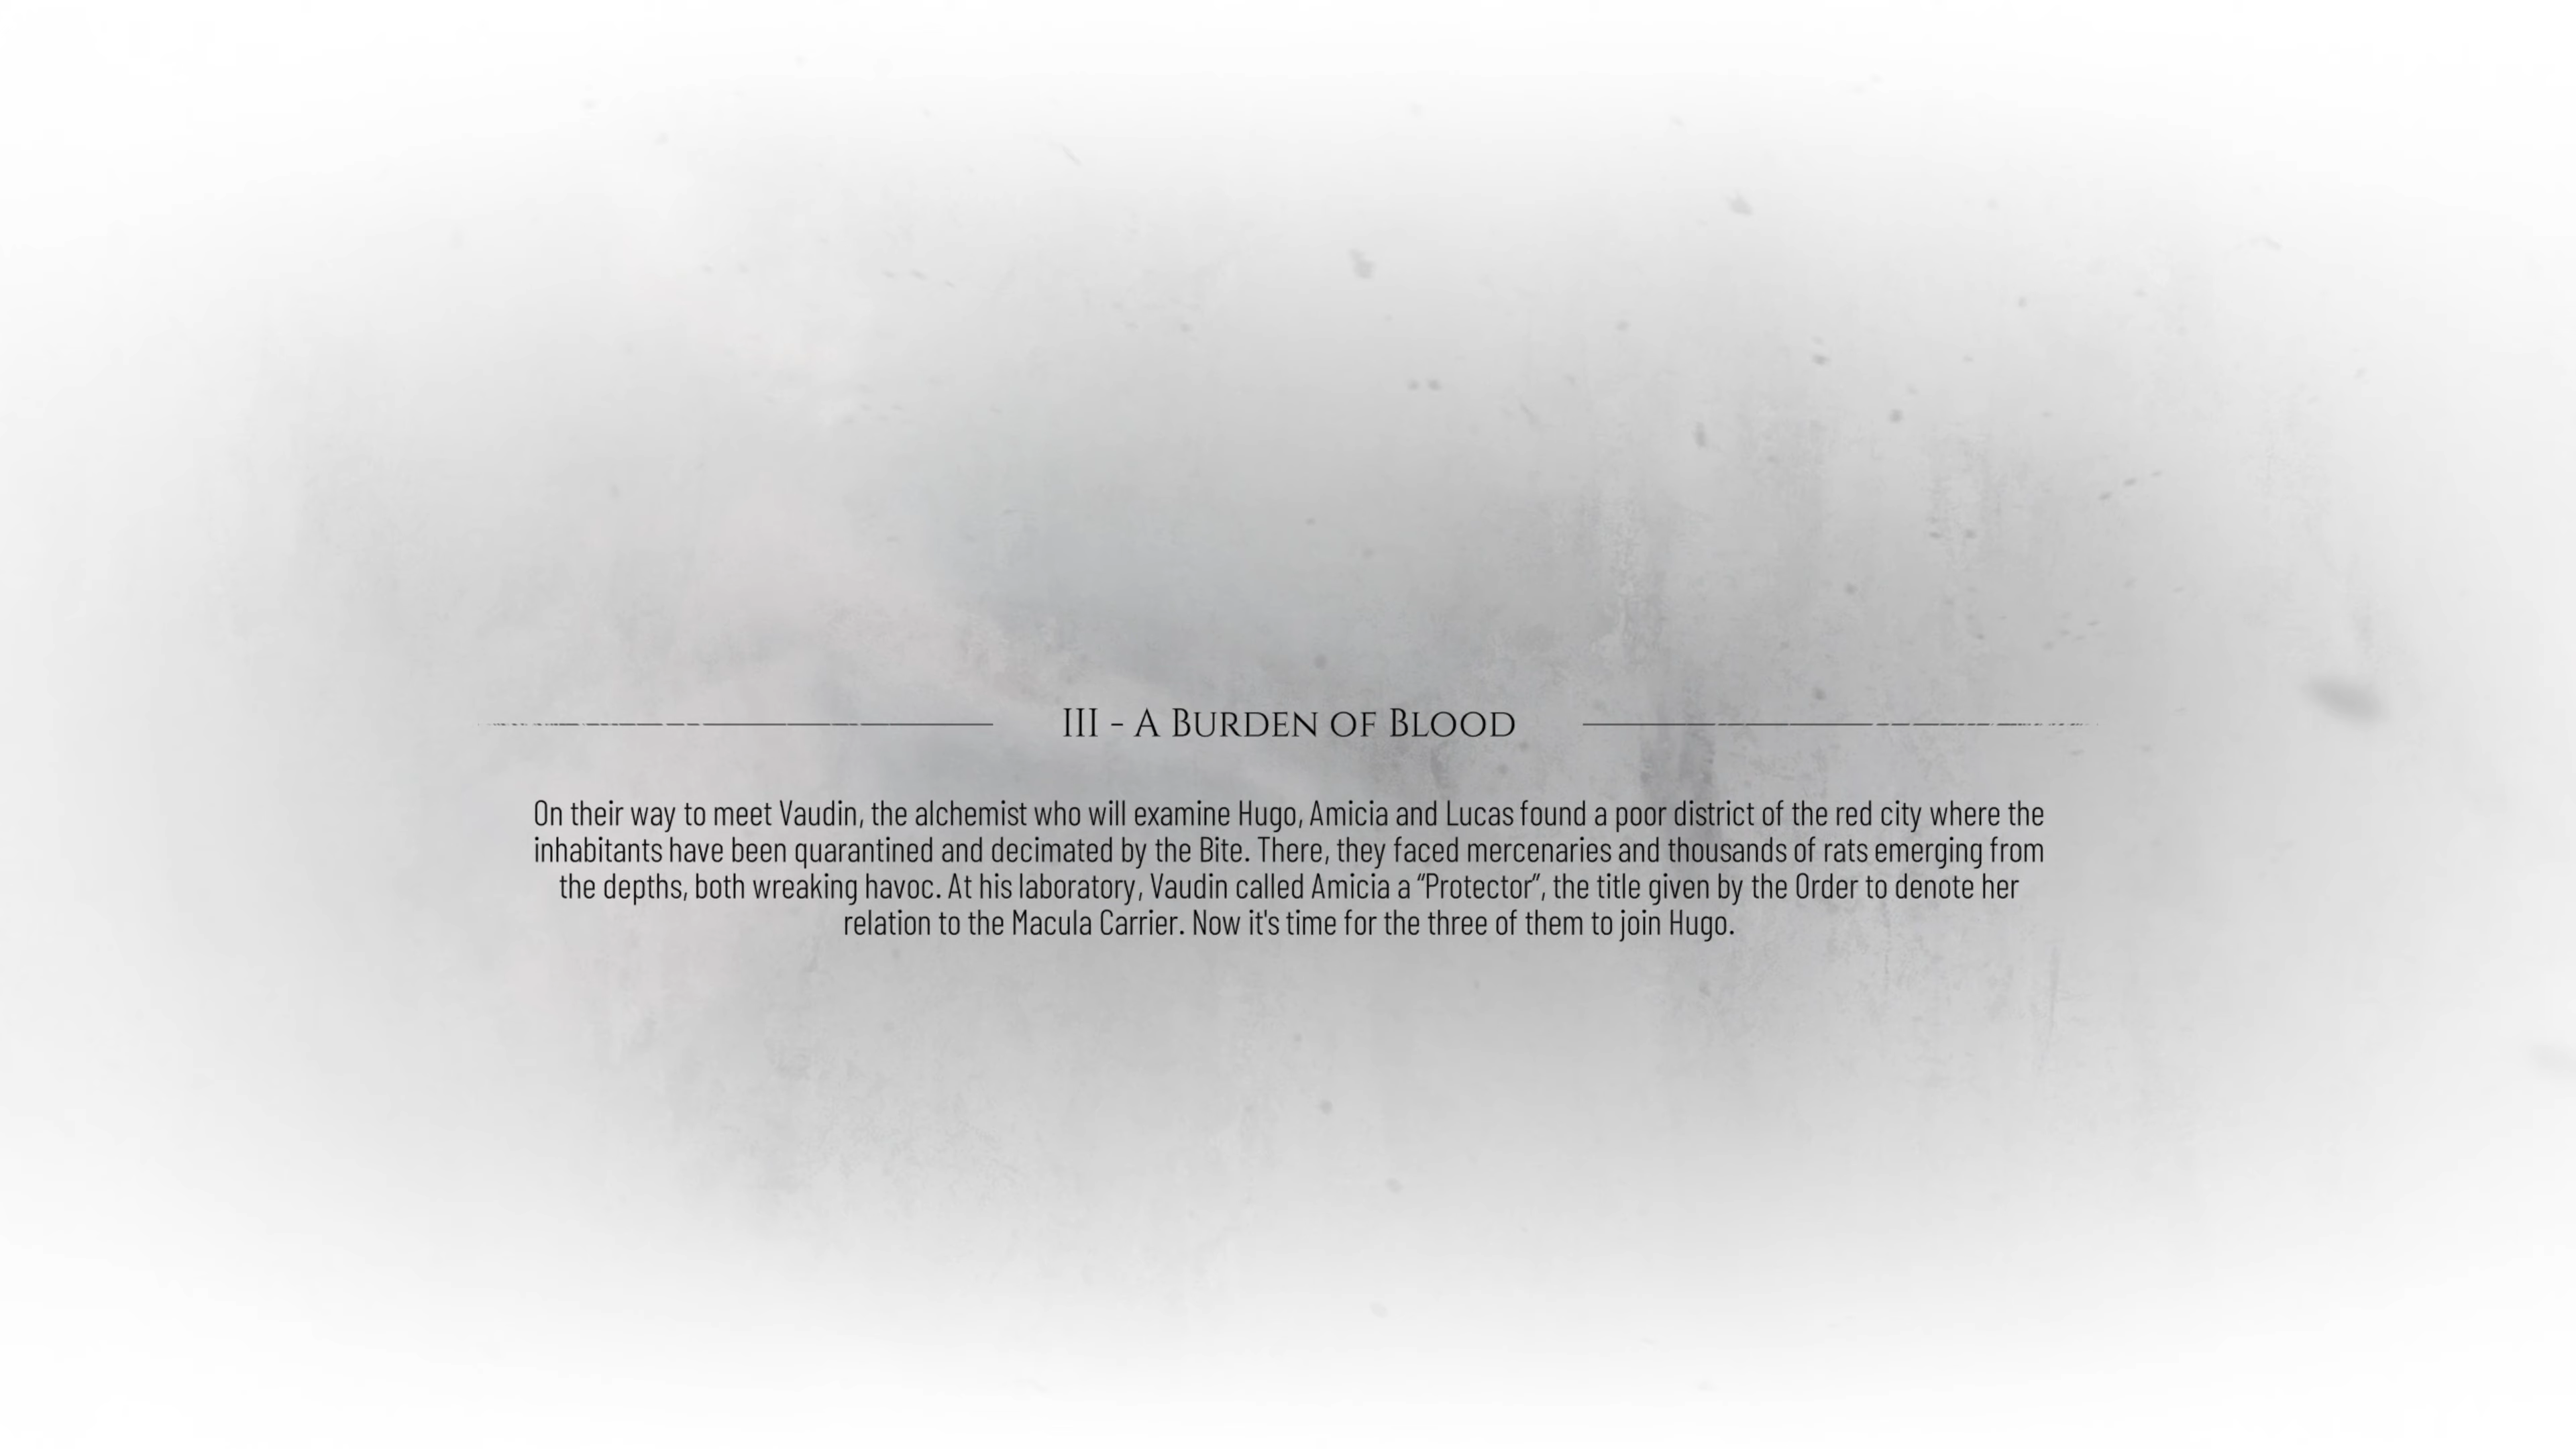 III - A Burden of Blood
On their way to meet Vaudin, the alchemist who will examine Hugo, Amicia and Lucas found a poor district of the red city where the
inhabitants have been quarantined and decimated by the Bite. There, they faced mercenaries and thousands of rats emerging from
the depths, both wreaking havoc. At his laboratory, Vaudin called Amicia a “Protector”, the title given by the Order to denote her
relation to the Macula Carrier. Now it's time for the three of them to join Hugo.